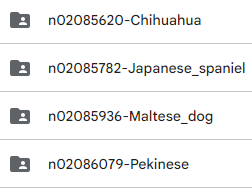 n02085620-Chihuahua
n02085782-Japanese_spaniel
n02085936-Maltese_dog
n02086079-Pekinese